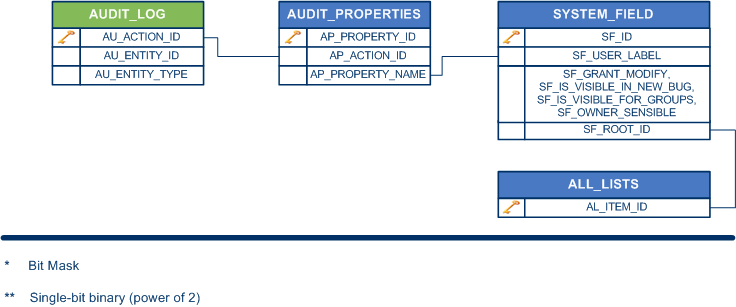 AUDIT_LOG
AU_ACTION_ID
AU_ENTITY_ID
AU_ENTITY_TYPE
AUDIT_PROPERTIES
AP_PROPERTY_ID
AP_ACTION_ID
AP_PROPERTY_NAME
SYSTEM_FIELD
SF_ID
SF_USER_LABEL
SF_GRANT_MODIFY,
SF_IS_VISIBLE_IN_NEW_BUG,
SF_IS_VISIBLE_FOR_GROUPS,
SF_OWNER_SENSIBLE
SF_ROOT_ID
ALL_LISTS
AL_ITEM_ID
* Bit Mask
** Single-bit binary (power of 2)